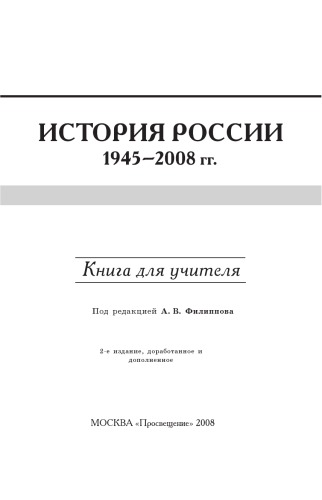 ИСТОРИЯ РОССИИ
1945–2008 гг.
Книга для учителя
Под редакцией А. В. Филиппова
2-е издание, доработанное и
дополненное
МОСКВА «Просвещение» 2008